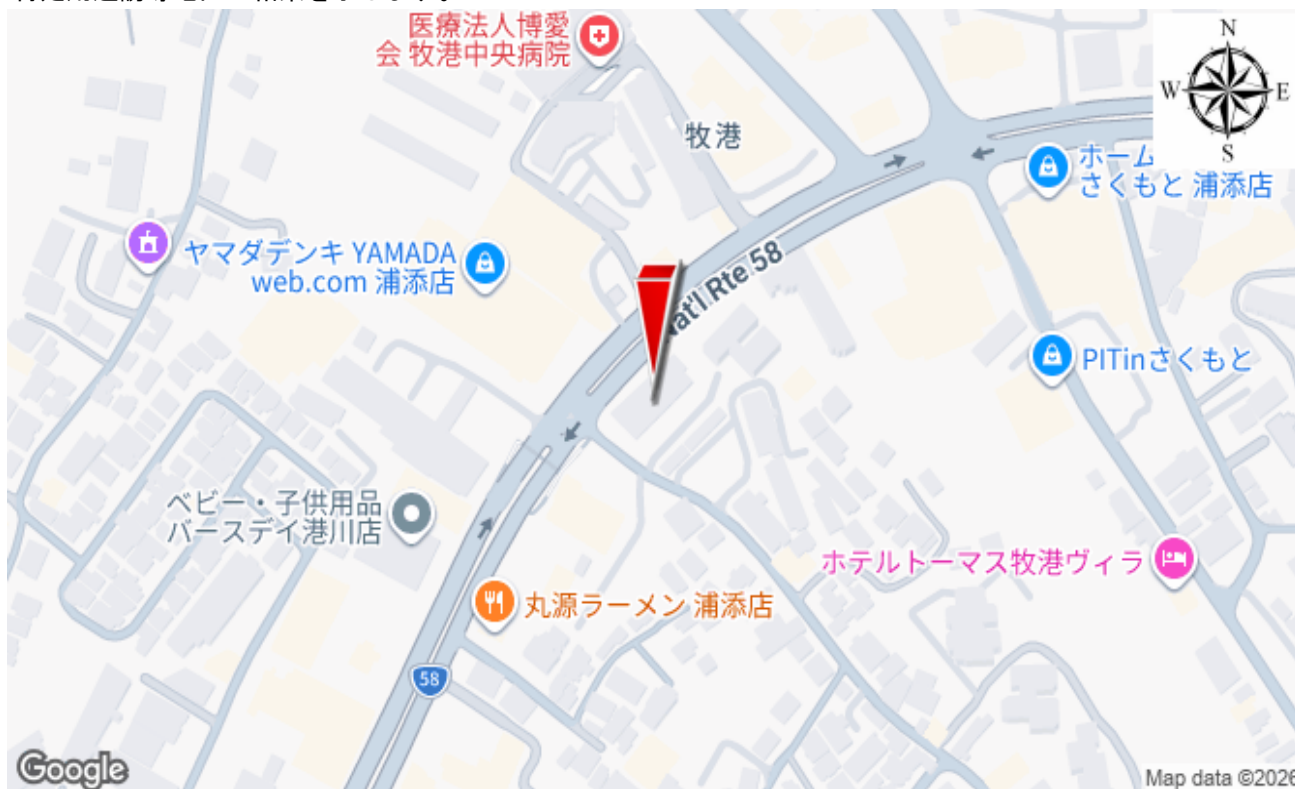 医療法人博愛
会 牧港中央病院
N
W
E
S
牧港
ホーム
さくもと 浦添店
ヤマダデンキ YAMADA
web.com 浦添店
Nat'l Rte 58
PITinさくもと
ベビー・子供用品
バースデイ港川店
ホテルトーマス牧港ヴィラ
丸源ラーメン 浦添店
58
Google
Map data ©2026